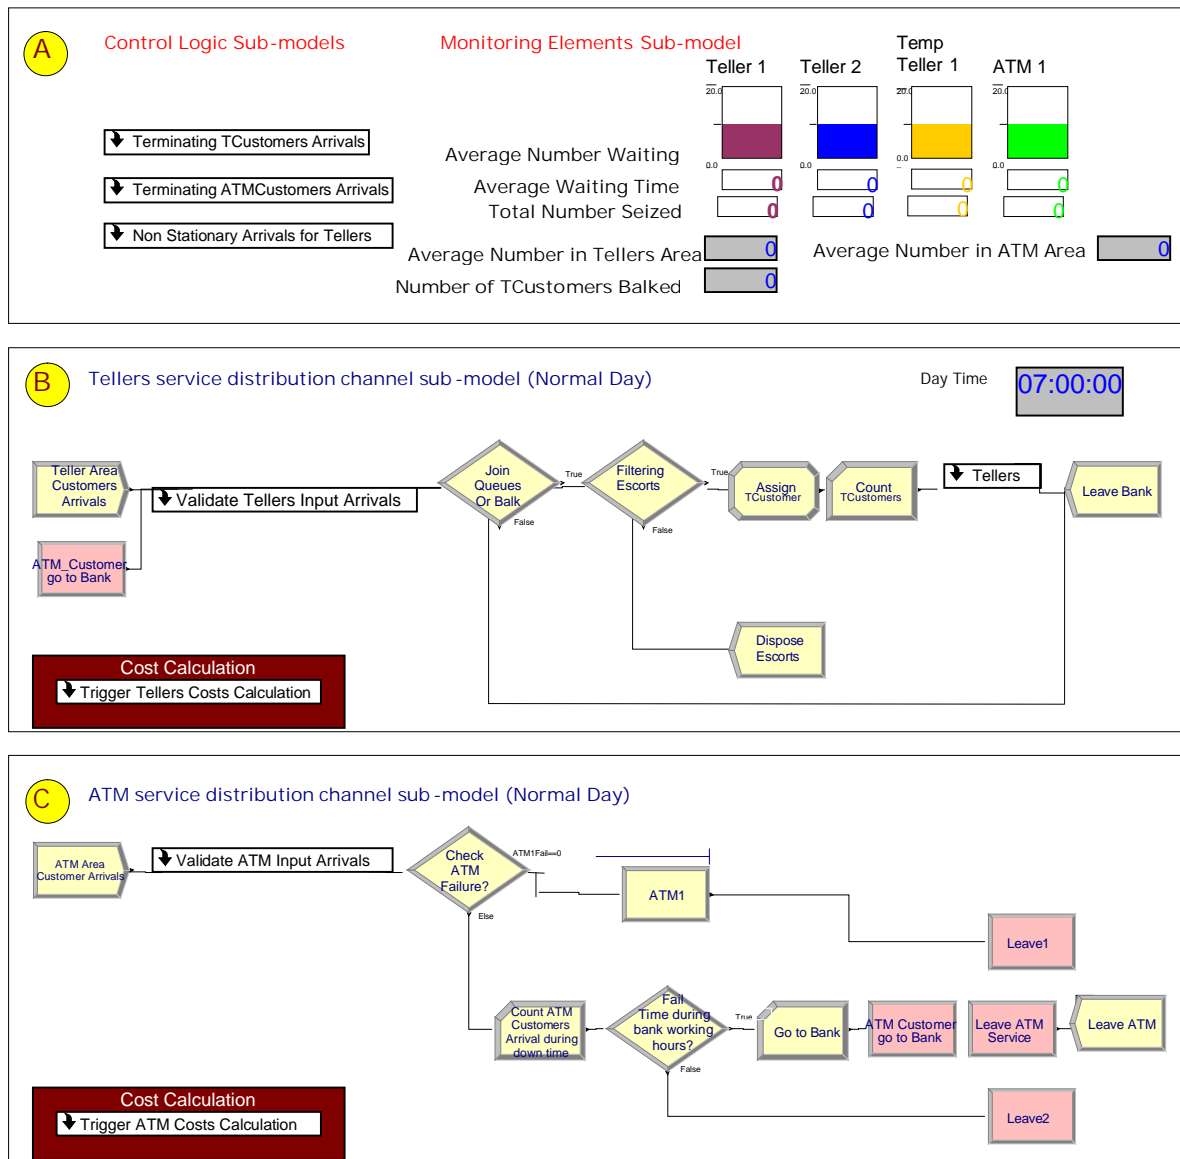 A
Control Logic Sub-models
Monitoring Elements Sub-model
Temp
Teller 1
Teller 2
Teller 1
ATM 1
20.0
20.0
20.0
20.0
Terminating TCustomers Arrivals
Average Number Waiting
0.0
0.0
0.0
0.0
Terminating ATMCustomers Arrivals
Average Waiting Time
0
0
0
0
Total Number Seized
0
0
0
0
Non Stationary Arrivals for Tellers
Average Number in Tellers Area
0
Average Number in ATM Area
0
Number of TCustomers Balked
0
B
Tellers service distribution channel sub-model (Normal Day)
Day Time
07:00:00
Teller Area
Customers
Arrivals
Validate Tellers Input Arrivals
Join
Queues
Or Balk
True
False
Filtering
Escorts
True
False
Assign
TCustomer
Count
TCustomers
Tellers
Leave Bank
ATM_Customer
go to Bank
Dispose
Escorts
Cost Calculation
Trigger Tellers Costs Calculation
C
ATM service distribution channel sub-model (Normal Day)
ATM Area
Customer Arrivals
Validate ATM Input Arrivals
Check
ATM
Failure?
ATM1Fail==0
Else
ATM1
Leave1
Count ATM
Customers
Arrival during
down time
Fail
Time during
bank working
hours?
True
False
Go to Bank
ATM Customer
go to Bank
Leave ATM
Service
Leave ATM
Leave2
Cost Calculation
Trigger ATM Costs Calculation